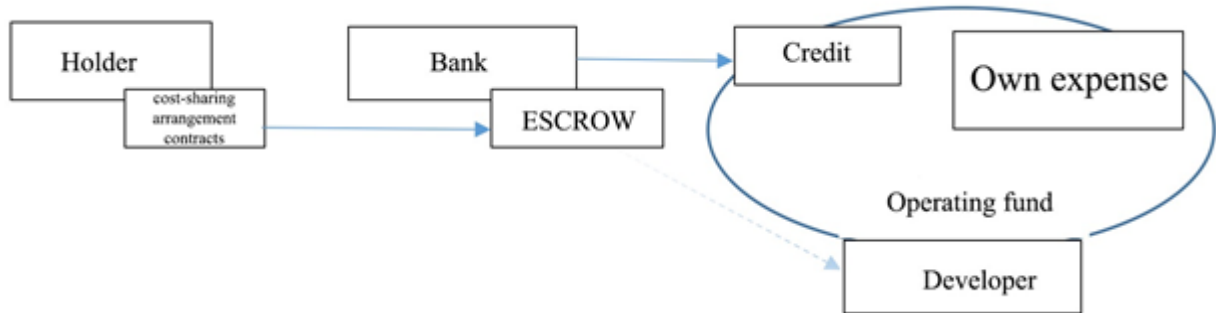 Holder
cost-sharing
arrangement
contracts
Bank
ESCROW
Credit
Own expense
Operating fund
Developer